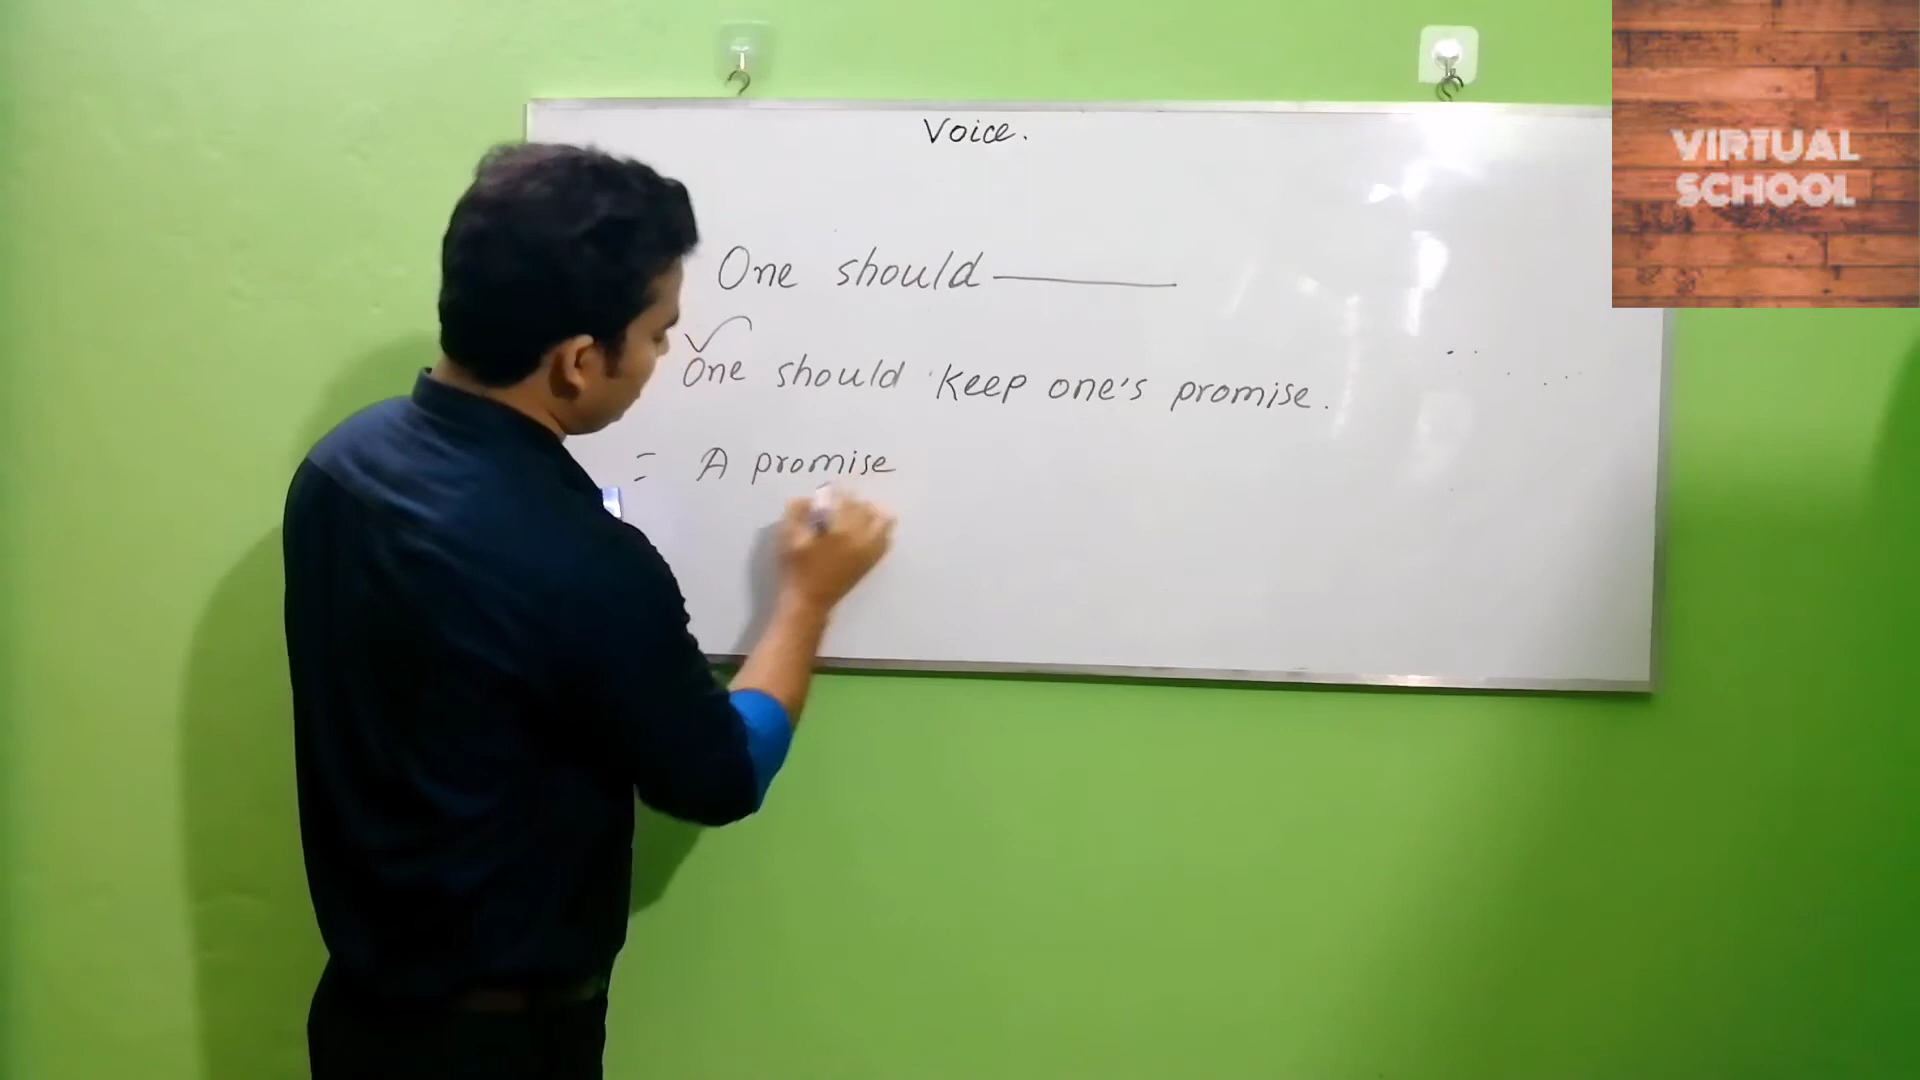 Voice.
VIRTUAL
SCHOOL
One should
One should keep one's promise.
= A promise